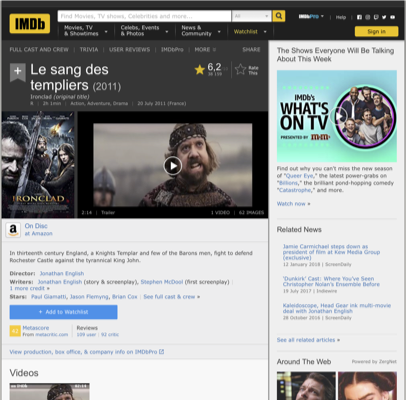 IMDb
Find Movies, TV shows, Celebrities and more...
All
IMDbPro
Help
Movies, TV
& Showtimes
Celebs, Events
& Photos
News &
Community
Watchlist
Sign in
FULL CAST AND CREW | TRIVIA | USER REVIEWS | IMDbPro | MORE
SHARE
Le sang des
templiers (2011)
Ironclad (original title)
R | 2h 1min | Action, Adventure, Drama | 20 July 2011 (France)
6,2
Rate
This
IRONCLAD
2:14 | Trailer
1 VIDEO | 62 IMAGES
On Disc
at Amazon
In thirteenth century England, a Knights Templar and few of the Barons men, fight to defend
Rochester Castle against the tyrannical King John.
Director: Jonathan English
Writers: Jonathan English (story & screenplay), Stephen McDool (first screenplay) |
1 more credit »
Stars: Paul Giamatti, Jason Flemyng, Brian Cox | See full cast & crew »
+ Add to Watchlist
Metascore
From metacritic.com
Reviews
109 user | 92 critic
View production, box office, & company info on IMDbPro
Videos
The Shows Everyone Will Be Talking
About This Week
IMDb's
WHAT'S
ON TV
PRESENTED BY M&M'S
Find out why you can't miss the new season
of "Queer Eye," the latest power-grabs on
"Billions," the brilliant pond-hopping comedy
"Catastrophe," and more.
Watch now »
Related News
Jamie Carmichael steps down as
president of film at Kew Media Group
(exclusive)
12 January 2018 | ScreenDaily
'Dunkirk' Cast: Where You've Seen
Christopher Nolan's Ensemble Before
19 July 2017 | Indiewire
Kaleidoscope, Head Gear ink multi-movie
deal with Jonathan English
28 October 2016 | ScreenDaily
See all related articles »
Around The Web
Powered by ZergNet